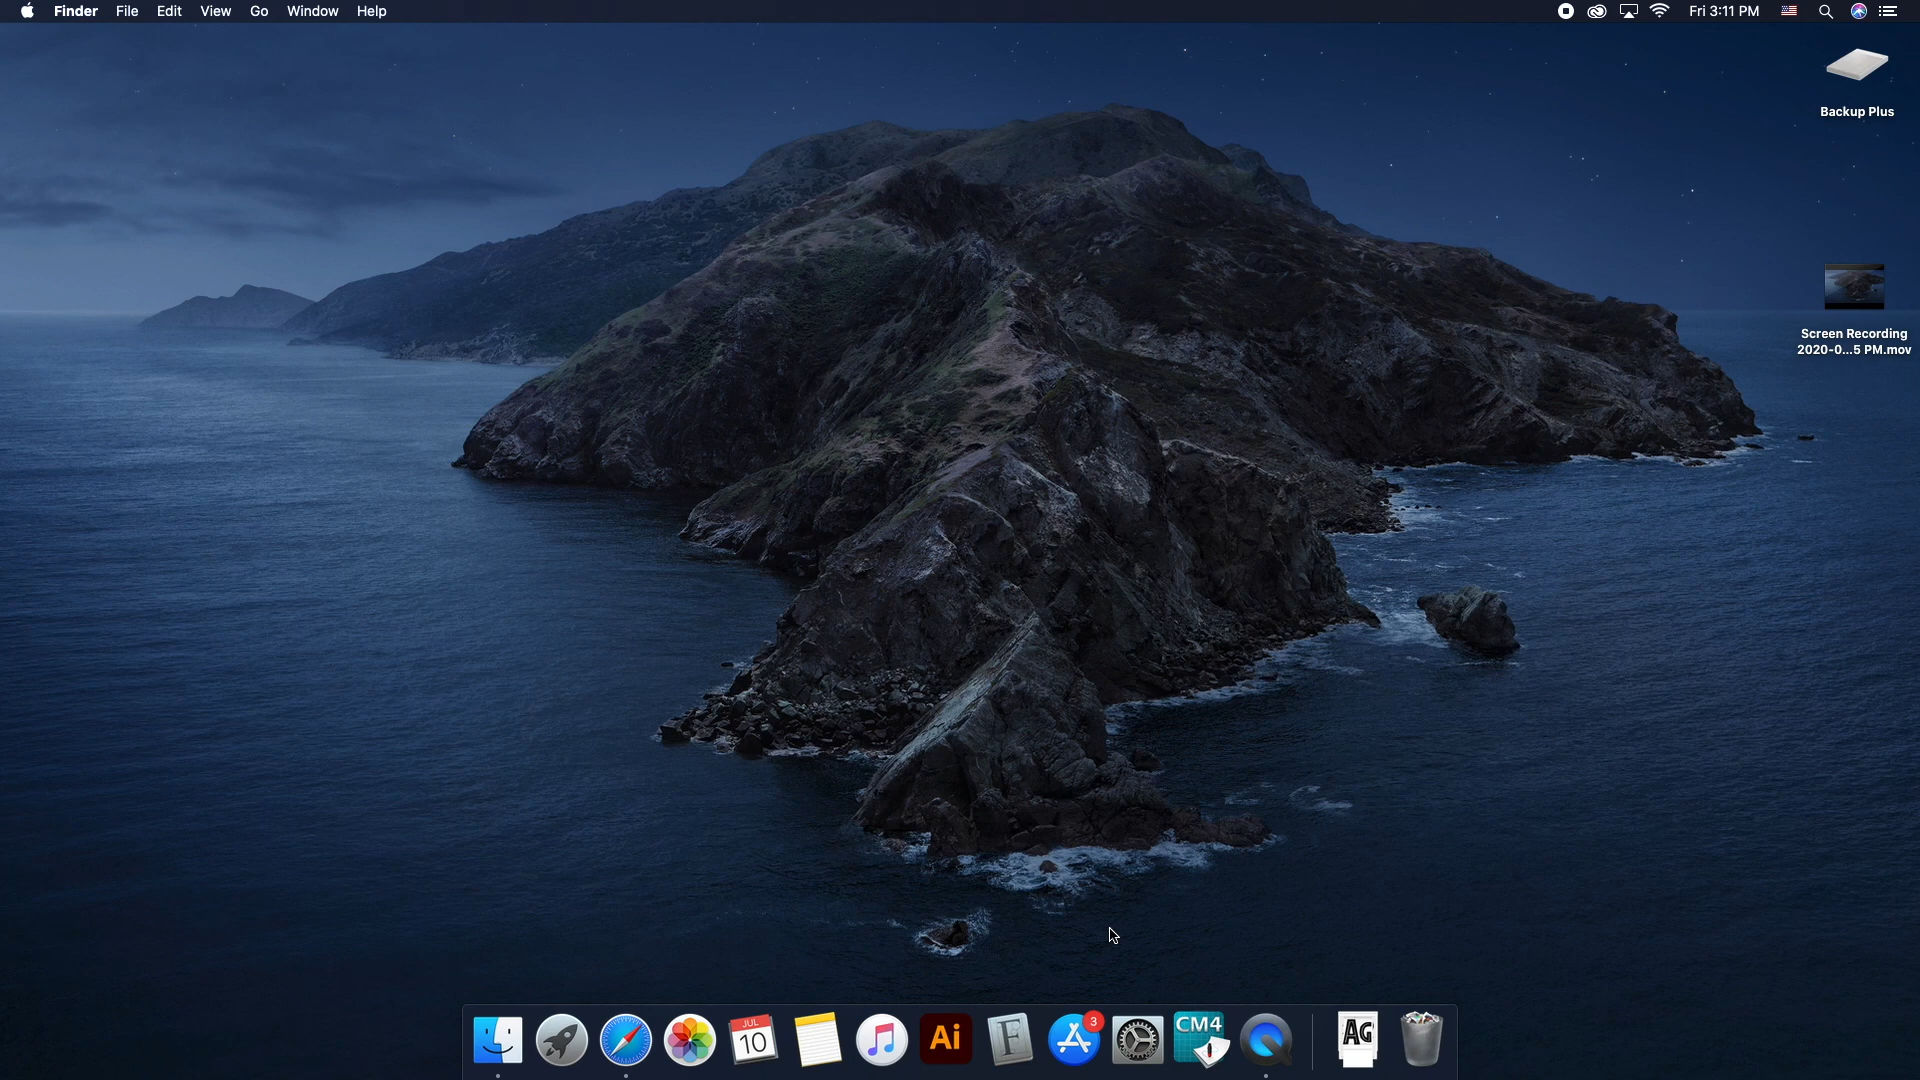 Finder File Edit View Go Window Help Fri 3:11 PM
Backup Plus
Screen Recording
2020-0...5 PM.mov
JUL
10
Ai
F
3
CM4
AG